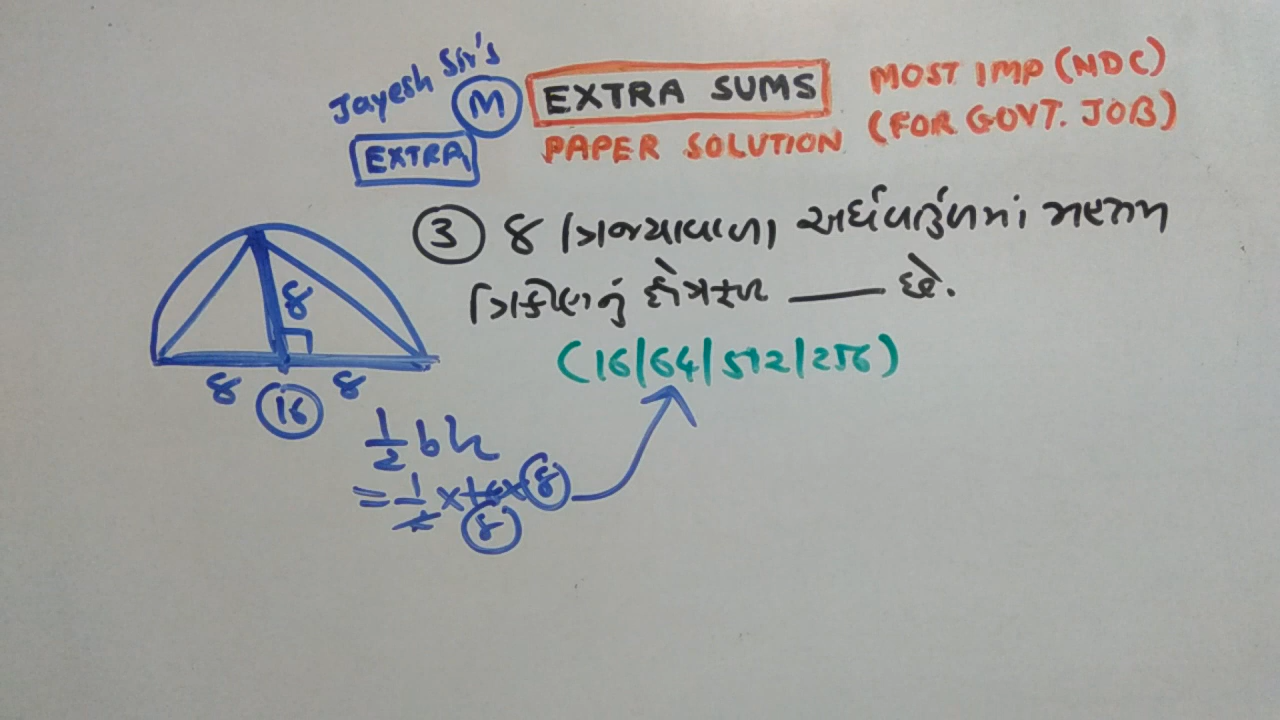 Jayesh Sir's
M
EXTRA
EXTRA SUMS
PAPER SOLUTION
MOST IMP (NDC)
(FOR GOVT. JOB)
3 8 ત્રિજ્યાવાળા અર્ધવર્તુળમાં મહત્તમ
ત્રિકોણનું ક્ષેત્રફળ ____ છે.
(16/64/512/256)
8
8 16 8
1/2 bh
= 1/2 x 16 x 8
8